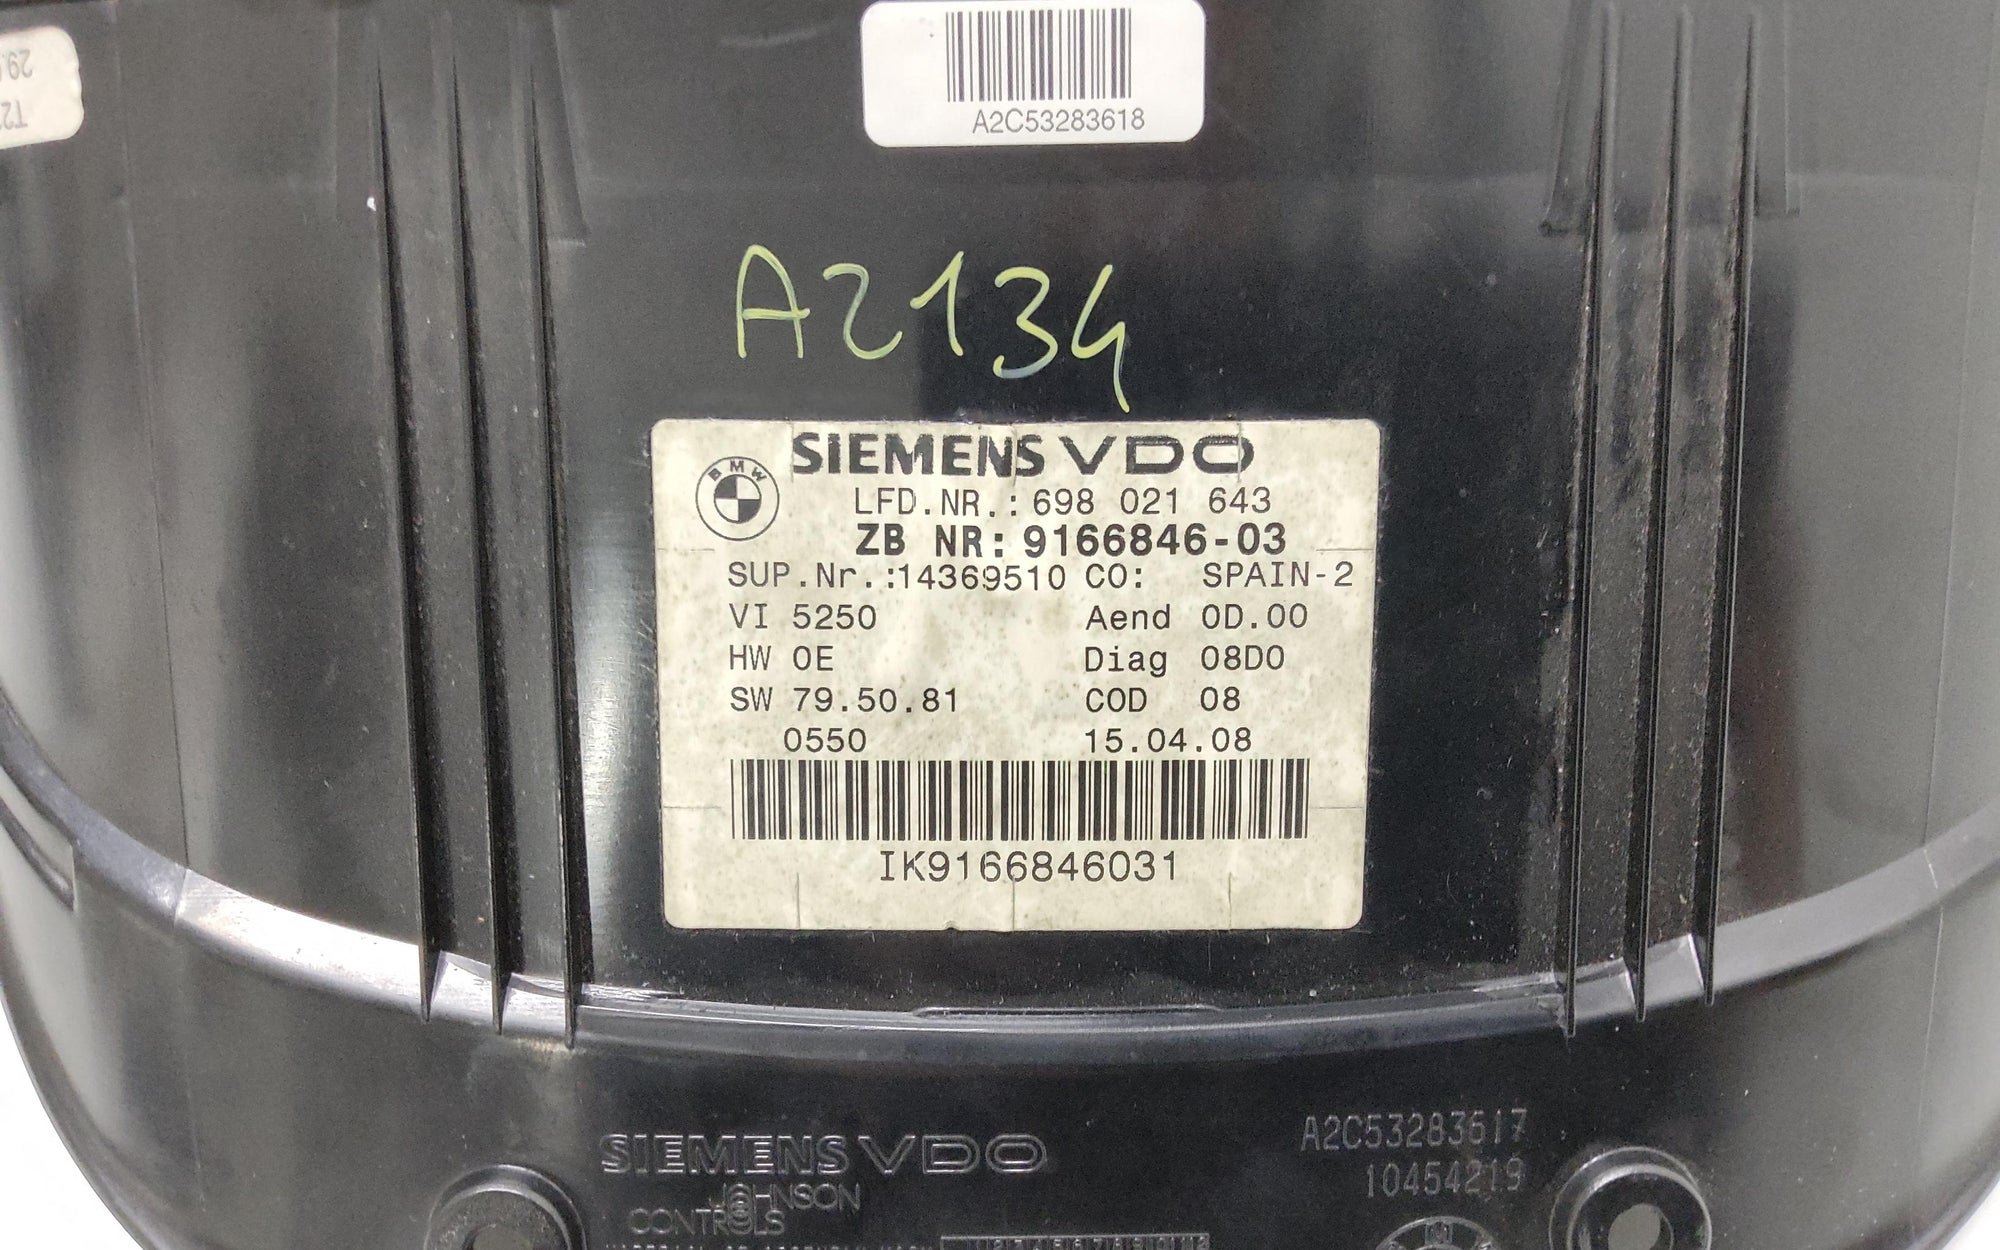 A2C53283618
A2134
SIEMENS VDO
BMW
LFD.NR.:698 021 643
ZB NR:9166846-03
SUP.Nr.:14369510 CO: SPAIN-2
VI 5250 Aend 0D.00
HW 0E Diag 08D0
SW 79.50.81 COD 08
0550 15.04.08
IK9166846031
SIEMENS VDO
JOHNSON
CONTROLS
A2C53283617
10454219